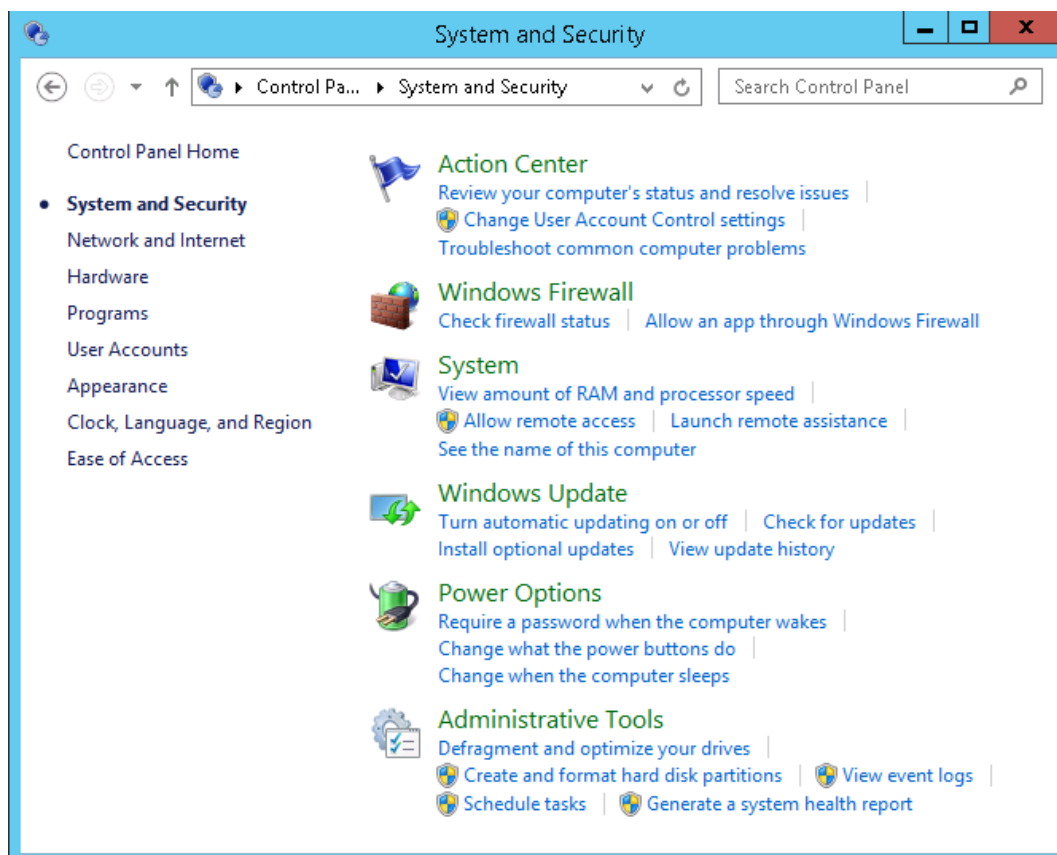 System and Security
Control Pa... System and Security
Search Control Panel
Control Panel Home
System and Security
Network and Internet
Hardware
Programs
User Accounts
Appearance
Clock, Language, and Region
Ease of Access
Action Center
Review your computer's status and resolve issues
Change User Account Control settings
Troubleshoot common computer problems
Windows Firewall
Check firewall status
Allow an app through Windows Firewall
System
View amount of RAM and processor speed
Allow remote access
Launch remote assistance
See the name of this computer
Windows Update
Turn automatic updating on or off
Check for updates
Install optional updates
View update history
Power Options
Require a password when the computer wakes
Change what the power buttons do
Change when the computer sleeps
Administrative Tools
Defragment and optimize your drives
Create and format hard disk partitions
View event logs
Schedule tasks
Generate a system health report